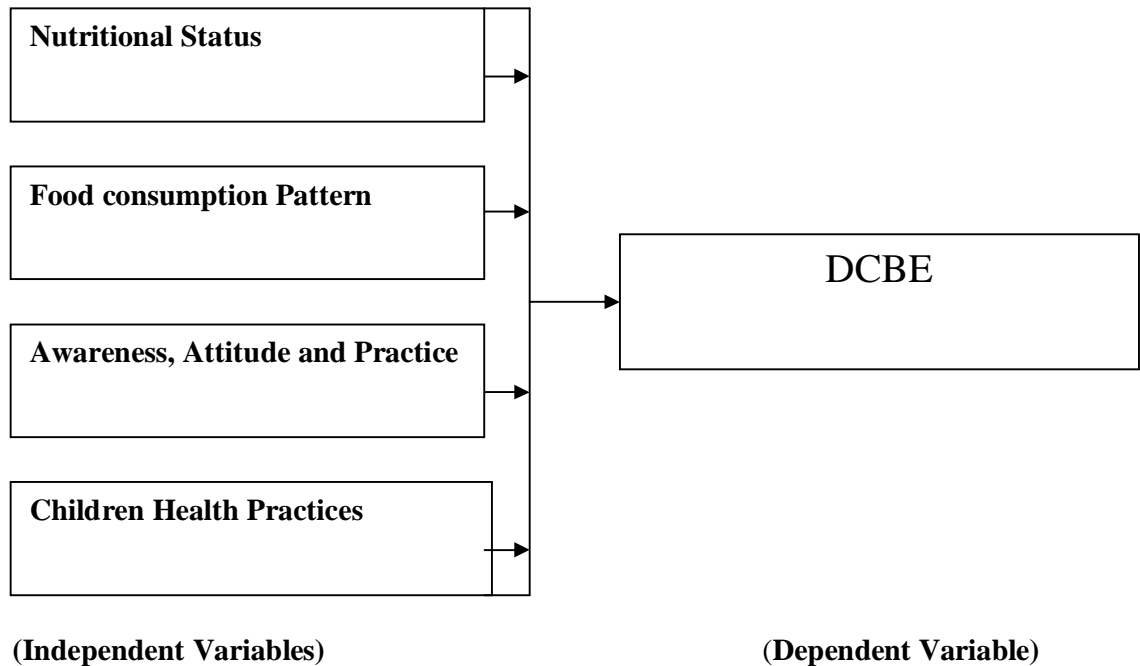 Nutritional Status
Food consumption Pattern
DCBE
Awareness, Attitude and Practice
Children Health Practices
(Independent Variables)
(Dependent Variable)